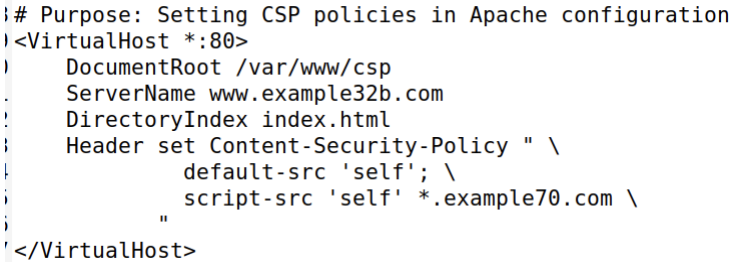 # Purpose: Setting CSP policies in Apache configuration
<VirtualHost *:80>
    DocumentRoot /var/www/csp
    ServerName www.example32b.com
    DirectoryIndex index.html
    Header set Content-Security-Policy " \
             default-src 'self'; \
             script-src 'self' *.example70.com \
           "
</VirtualHost>